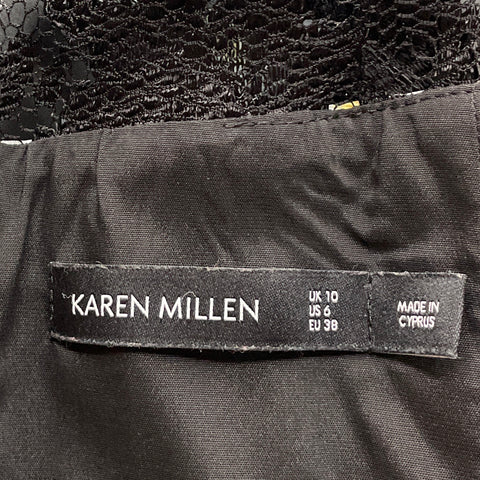 KAREN MILLEN
UK 10
US 6
EU 38
MADE IN
CYPRUS